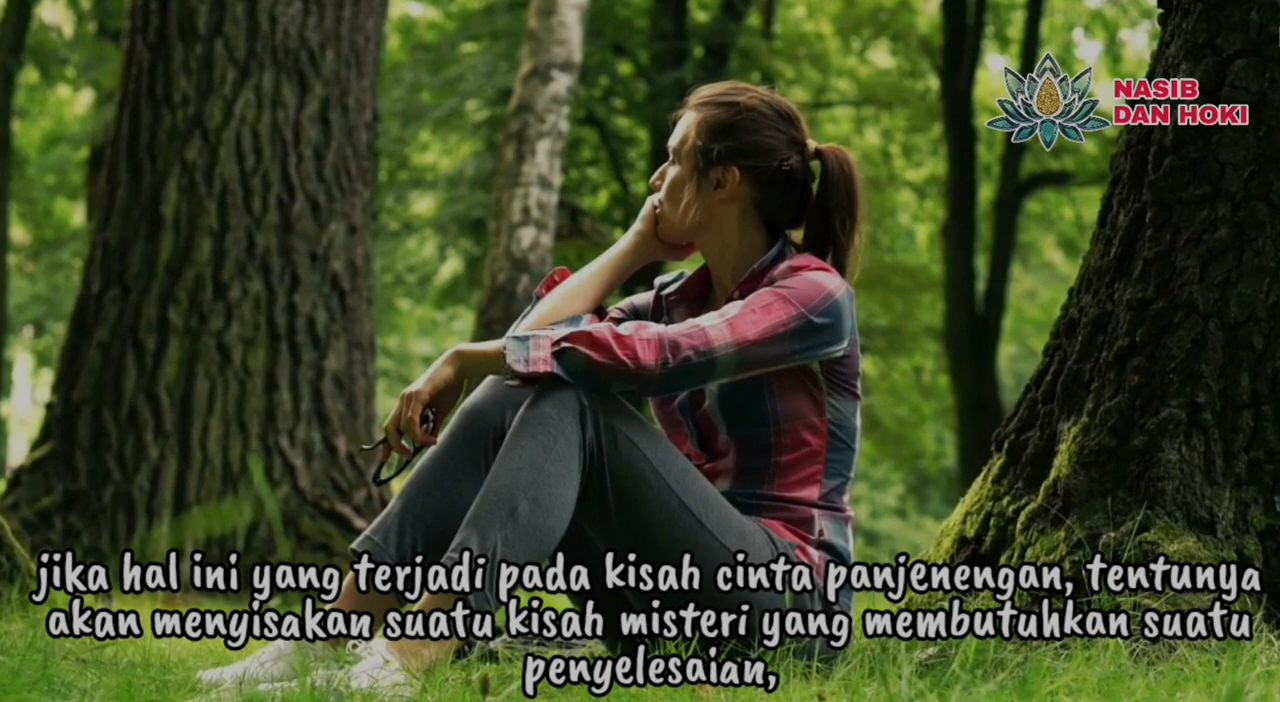 NASIB
DAN HOKI
jika hal ini yang terjadi pada kisah cinta panjenengan, tentunya
akan menyisakan suatu kisah misteri yang membutuhkan suatu
penyelesaian,